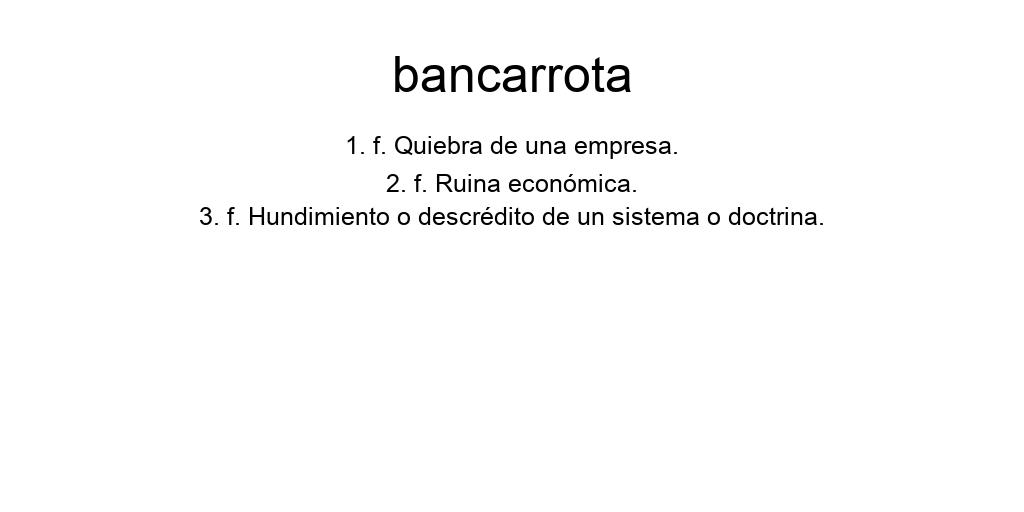 bancarrota
1. f. Quiebra de una empresa.
2. f. Ruina económica.
3. f. Hundimiento o descrédito de un sistema o doctrina.